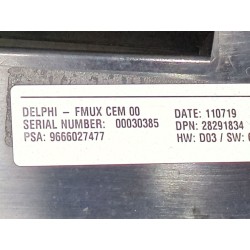 DELPHI - FMUX CEM 00 DATE: 110719
SERIAL NUMBER: 00030385 DPN: 28291834
PSA: 9666027477 HW: D03 / SW: